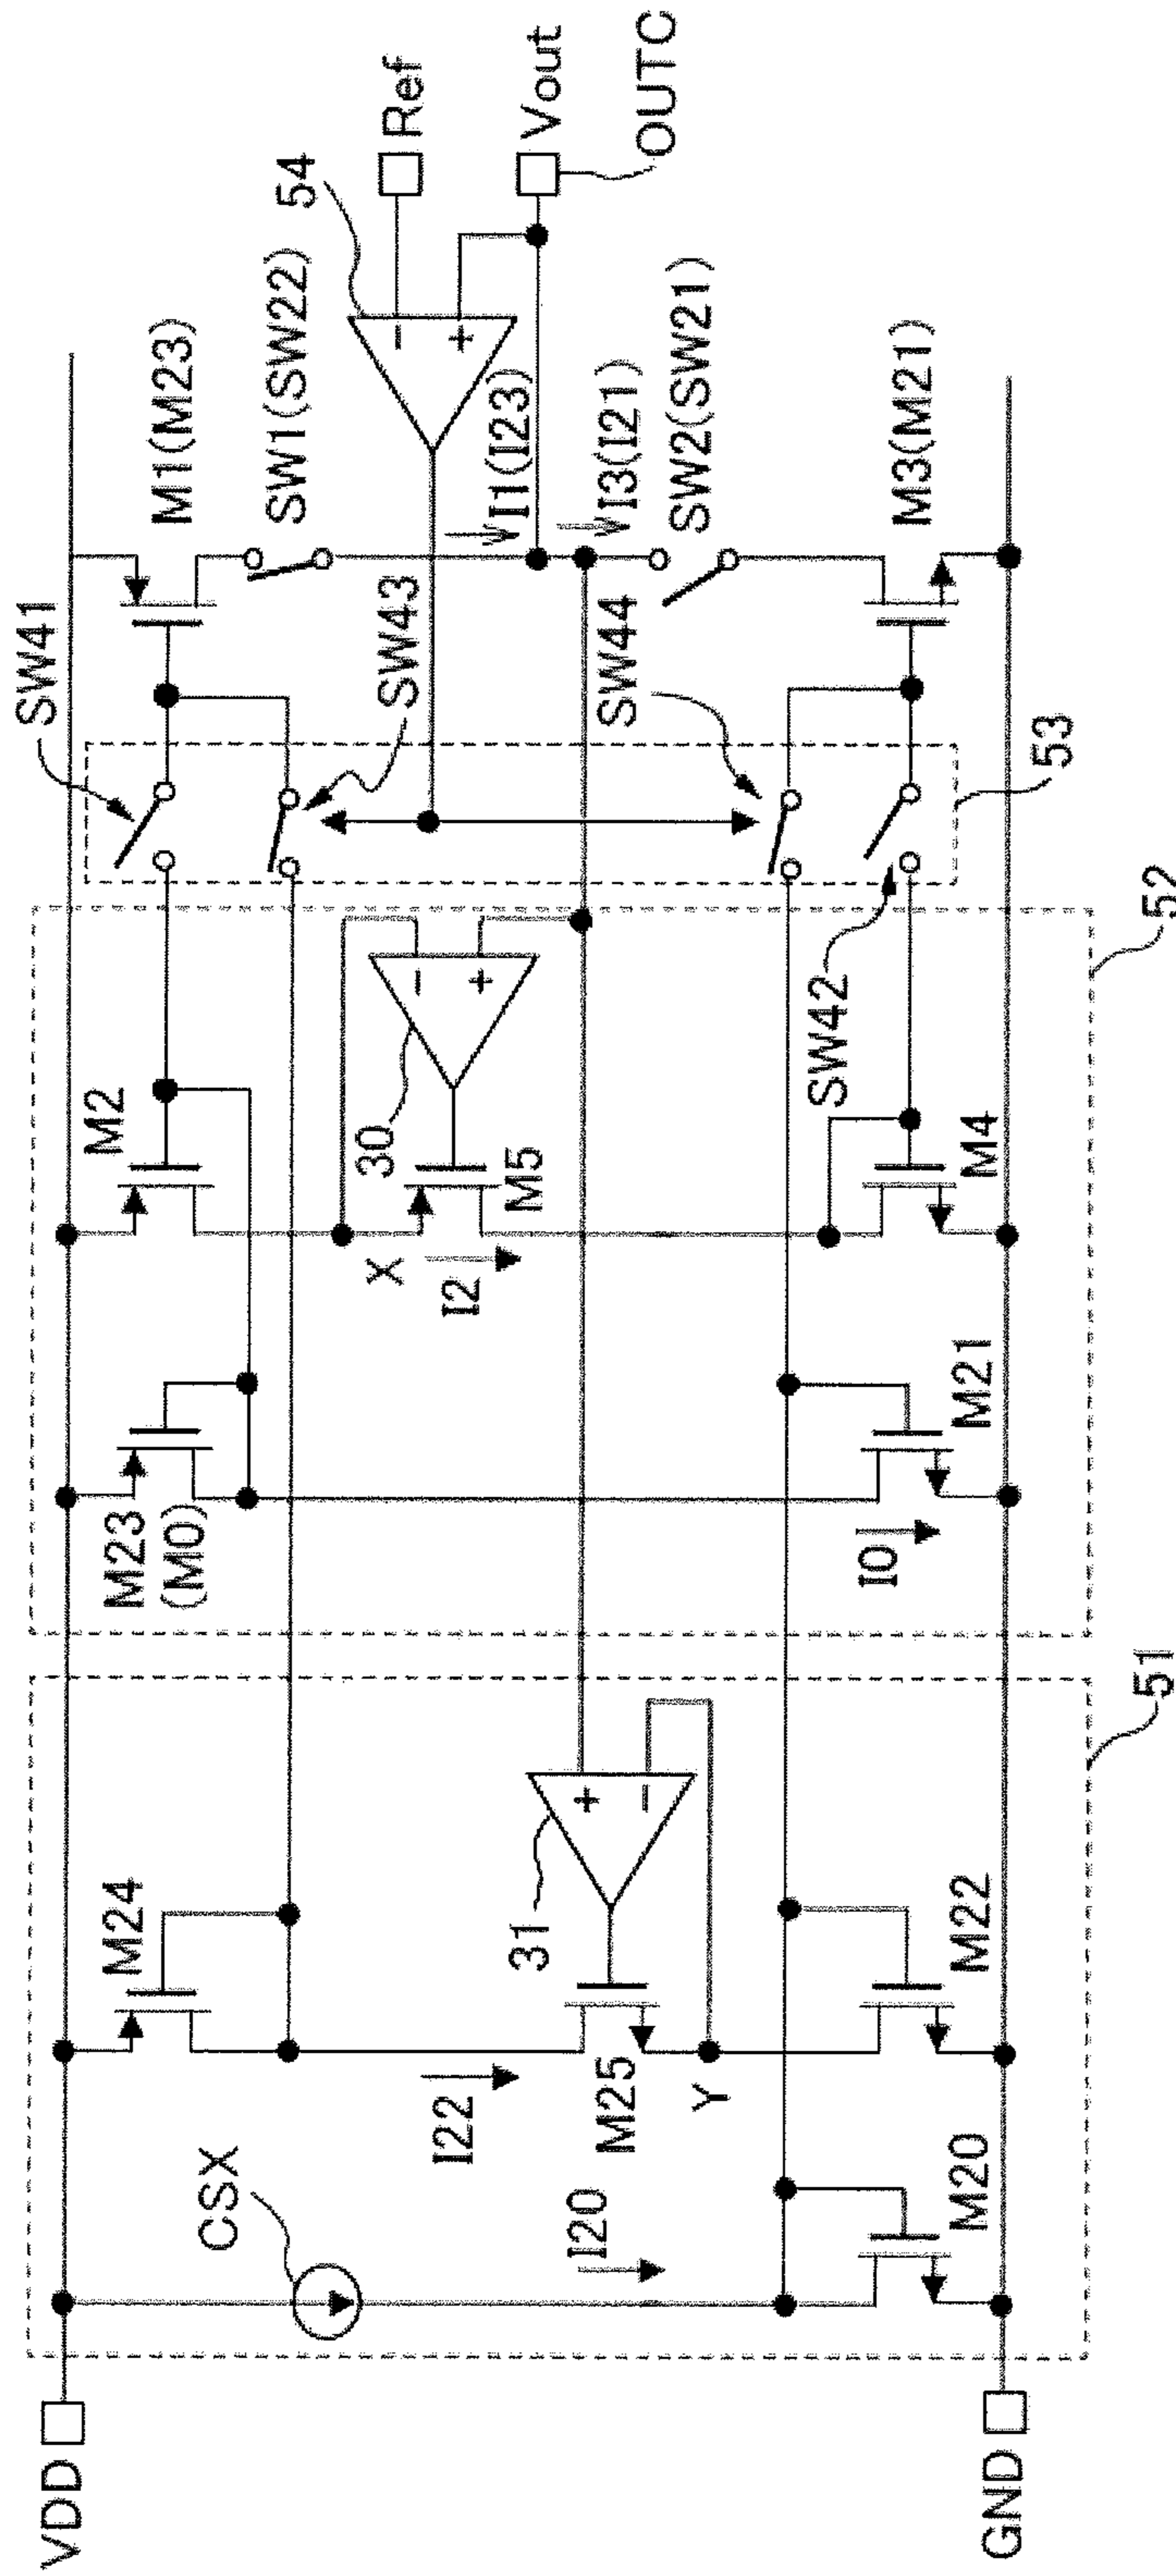 VDD
GND
CSX
I20
M20
M24
I22
M25
Y
M22
31
+
−
51
M23
(M0)
I0
M21
M2
X
I2
M5
30
−
+
M4
52
SW41
SW43
SW44
SW42
53
M1(M23)
SW1(SW22)
54
−
+
I1(I23)
I3(I21)
SW2(SW21)
M3(M21)
Ref
Vout
OUTC